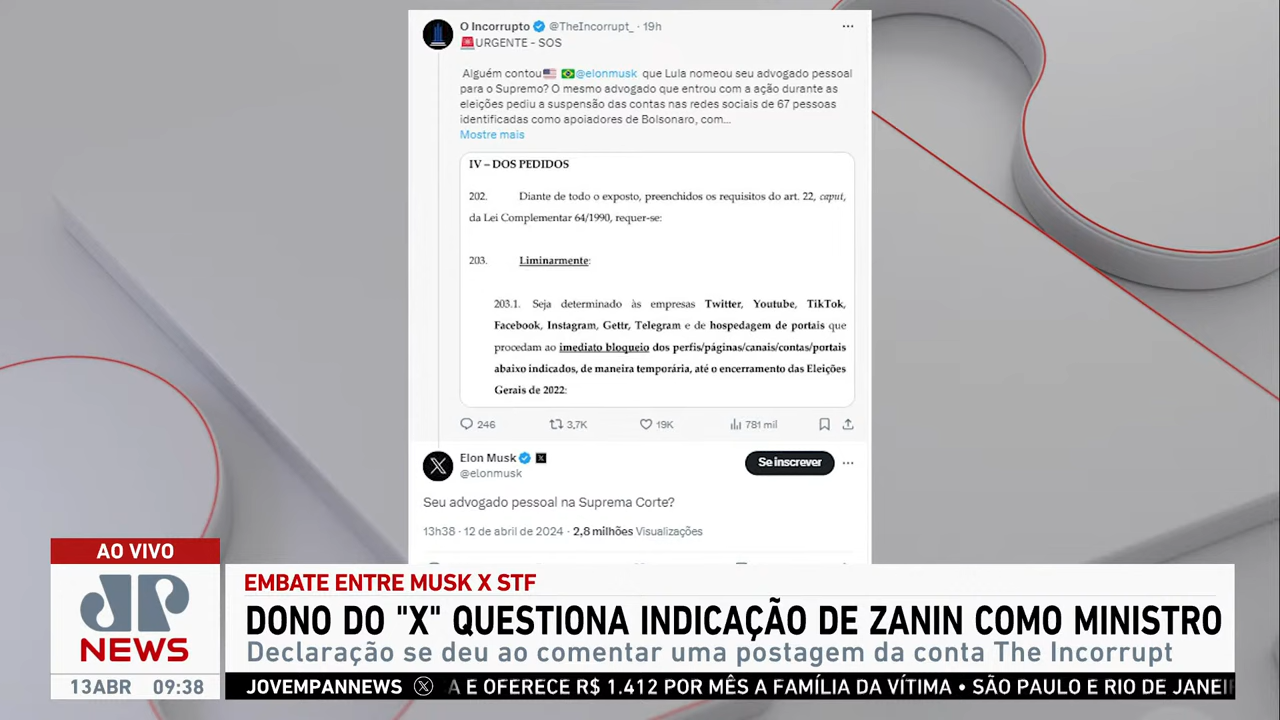 O Incorrupto @TheIncorrupt_ · 19h
🚨URGENTE - SOS
Alguém contou🇺🇸 🇧🇷@elonmusk que Lula nomeou seu advogado pessoal
para o Supremo? O mesmo advogado que entrou com a ação durante as
eleições pediu a suspensão das contas nas redes sociais de 67 pessoas
identificadas como apoiadores de Bolsonaro, com...
Mostre mais
IV – DOS PEDIDOS
202. Diante de todo o exposto, preenchidos os requisitos do art. 22, caput,
da Lei Complementar 64/1990, requer-se:
203. Liminarmente:
203.1. Seja determinado às empresas Twitter, Youtube, TikTok,
Facebook, Instagram, Gettr, Telegram e de hospedagem de portais que
procedam ao imediato bloqueio dos perfis/páginas/canais/contas/portais
abaixo indicados, de maneira temporária, até o encerramento das Eleições
Gerais de 2022:
246 3,7K 19K 781 mil
Elon Musk
@elonmusk
Se inscrever
Seu advogado pessoal na Suprema Corte?
13h38 · 12 de abril de 2024 · 2,8 milhões Visualizações
AO VIVO
JP
NEWS
13ABR 09:38
EMBATE ENTRE MUSK X STF
DONO DO "X" QUESTIONA INDICAÇÃO DE ZANIN COMO MINISTRO
Declaração se deu ao comentar uma postagem da conta The Incorrupt
JOVEMPANNEWS A E OFERECE R$ 1.412 POR MÊS A FAMÍLIA DA VÍTIMA • SÃO PAULO E RIO DE JANEI